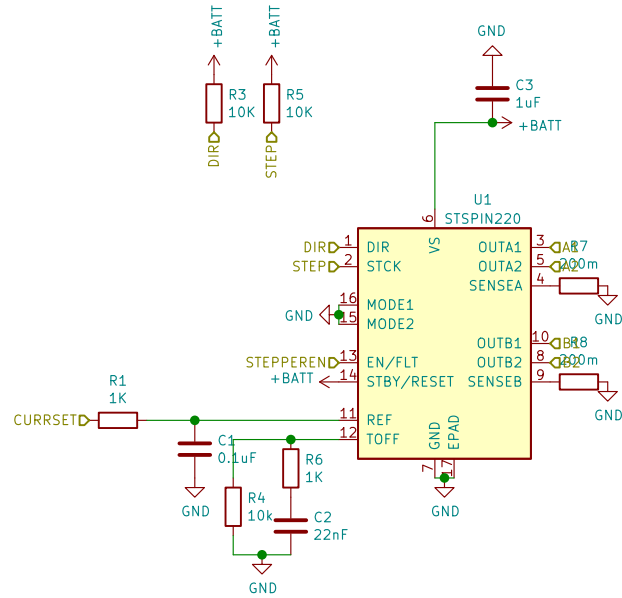 +BATT
+BATT
R3
10K
R5
10K
DIR
STEP
GND
C3
1uF
+BATT
U1
STSPIN220
6
VS
DIR
1
DIR
STEP
2
STCK
OUTA1
3
A1
R7
OUTA2
5
A2
200m
SENSEA
4
GND
16
MODE1
GND
15
MODE2
OUTB1
10
B1
R8
STEPPEREN
13
EN/FLT
OUTB2
8
B2
200m
+BATT
14
STBY/RESET
SENSEB
9
GND
R1
1K
CURRSET
11
REF
12
TOFF
GND
EPAD
7
17
GND
C1
0.1uF
GND
R6
1K
R4
10k
C2
22nF
GND